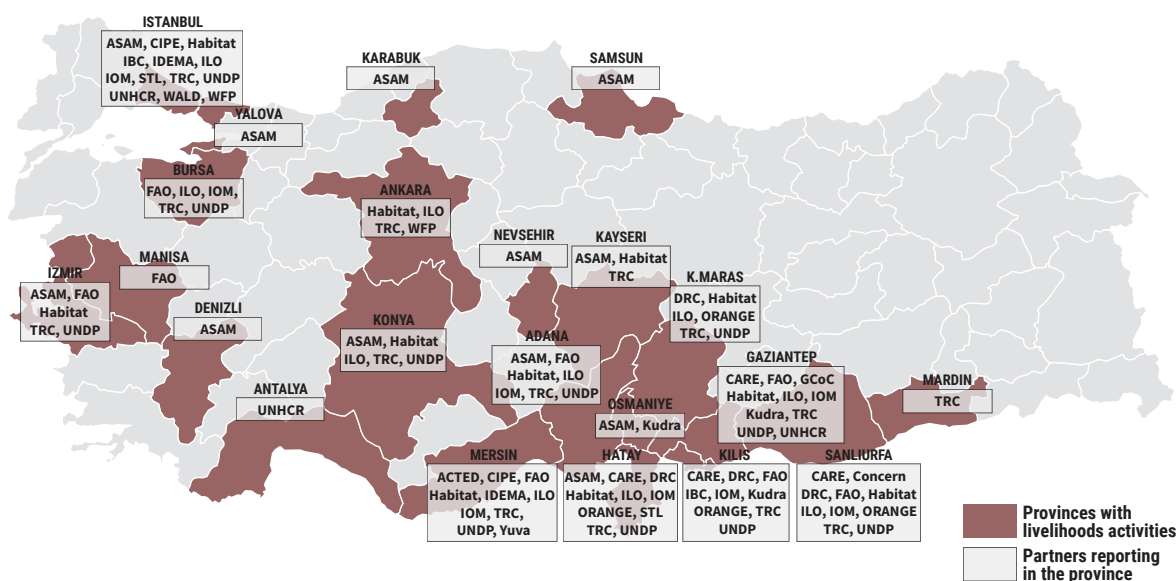 ISTANBUL
ASAM, CIPE, Habitat
IBC, IDEMA, ILO
IOM, STL, TRC, UNDP
UNHCR, WALD, WFP
KARABUK
ASAM
SAMSUN
ASAM
YALOVA
ASAM
BURSA
FAO, ILO, IOM,
TRC, UNDP
ANKARA
Habitat, ILO
TRC, WFP
NEVSEHIR
ASAM
KAYSERI
ASAM, Habitat
TRC
MANISA
FAO
IZMIR
ASAM, FAO
Habitat
TRC, UNDP
K.MARAS
DRC, Habitat
ILO, ORANGE
TRC, UNDP
DENIZLI
ASAM
KONYA
ASAM, Habitat
ILO, TRC, UNDP
ADANA
ASAM, FAO
Habitat, ILO
IOM, TRC, UNDP
GAZIANTEP
CARE, FAO, GCoC
Habitat, ILO, IOM
Kudra, TRC
UNDP, UNHCR
MARDIN
TRC
ANTALYA
UNHCR
OSMANIYE
ASAM, Kudra
MERSIN
ACTED, CIPE, FAO
Habitat, IDEMA, ILO
IOM, TRC,
UNDP, Yuva
HATAY
ASAM, CARE, DRC
Habitat, ILO, IOM
ORANGE, STL
TRC, UNDP
KILIS
CARE, DRC, FAO
IBC, IOM, Kudra
ORANGE, TRC
UNDP
SANLIURFA
CARE, Concern
DRC, FAO, Habitat
ILO, IOM, ORANGE
TRC, UNDP
Provinces with
livelihoods activities
Partners reporting
in the province